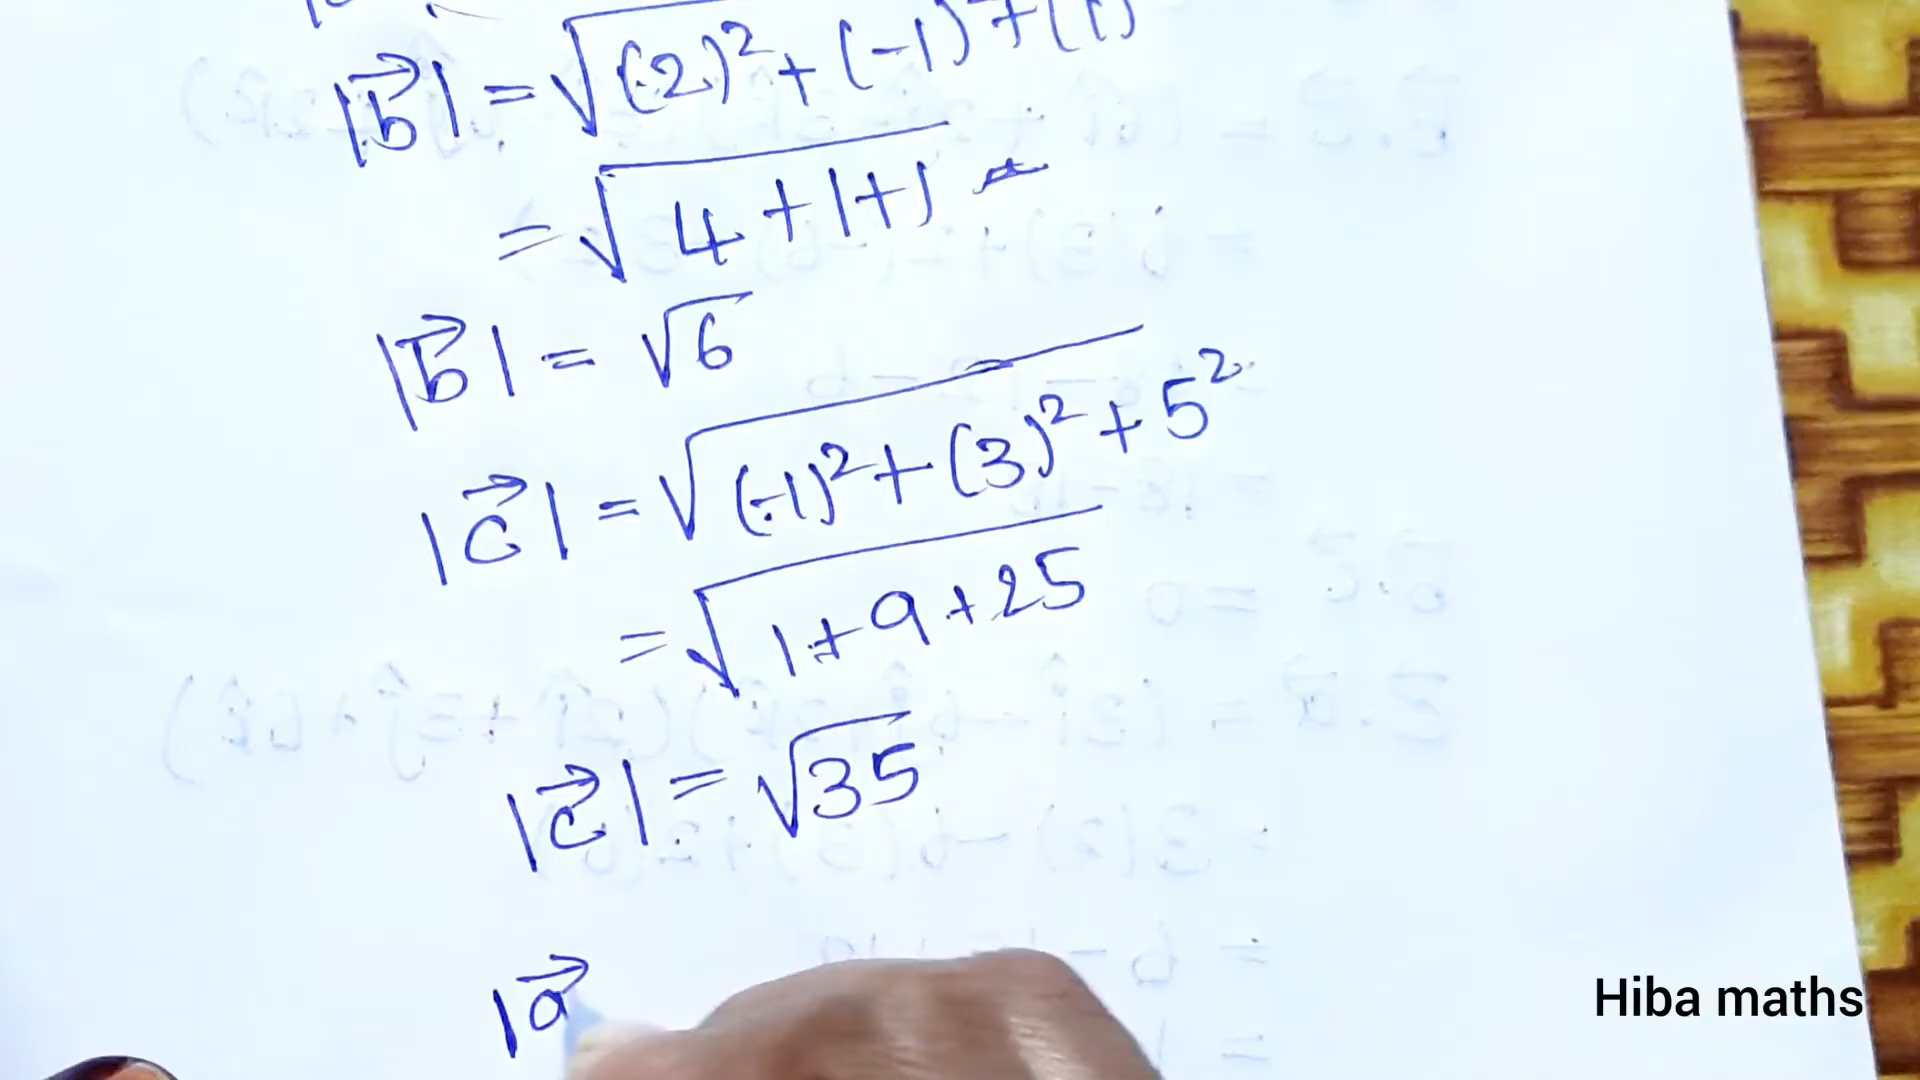 |b⃗| = √(-2)² + (-1)² + (1)
= √4 + 1 + 1
|b⃗| = √6
|c⃗| = √(-1)² + (3)² + 5²
= √1 + 9 + 25
|c⃗| = √35
|a⃗
Hiba maths